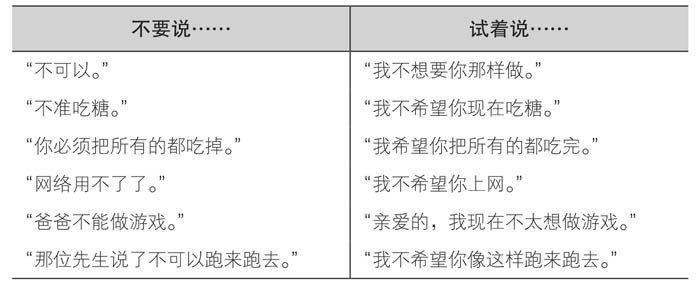 不要说…… 试着说……
“不可以。” “我不想要你那样做。”
“不准吃糖。” “我不希望你现在吃糖。”
“你必须把所有的都吃掉。” “我希望你把所有的都吃完。”
“网络用不了了。” “我不希望你上网。”
“爸爸不能做游戏。” “亲爱的，我现在不太想做游戏。”
“那位先生说了不可以跑来跑去。” “我不希望你像这样跑来跑去。”